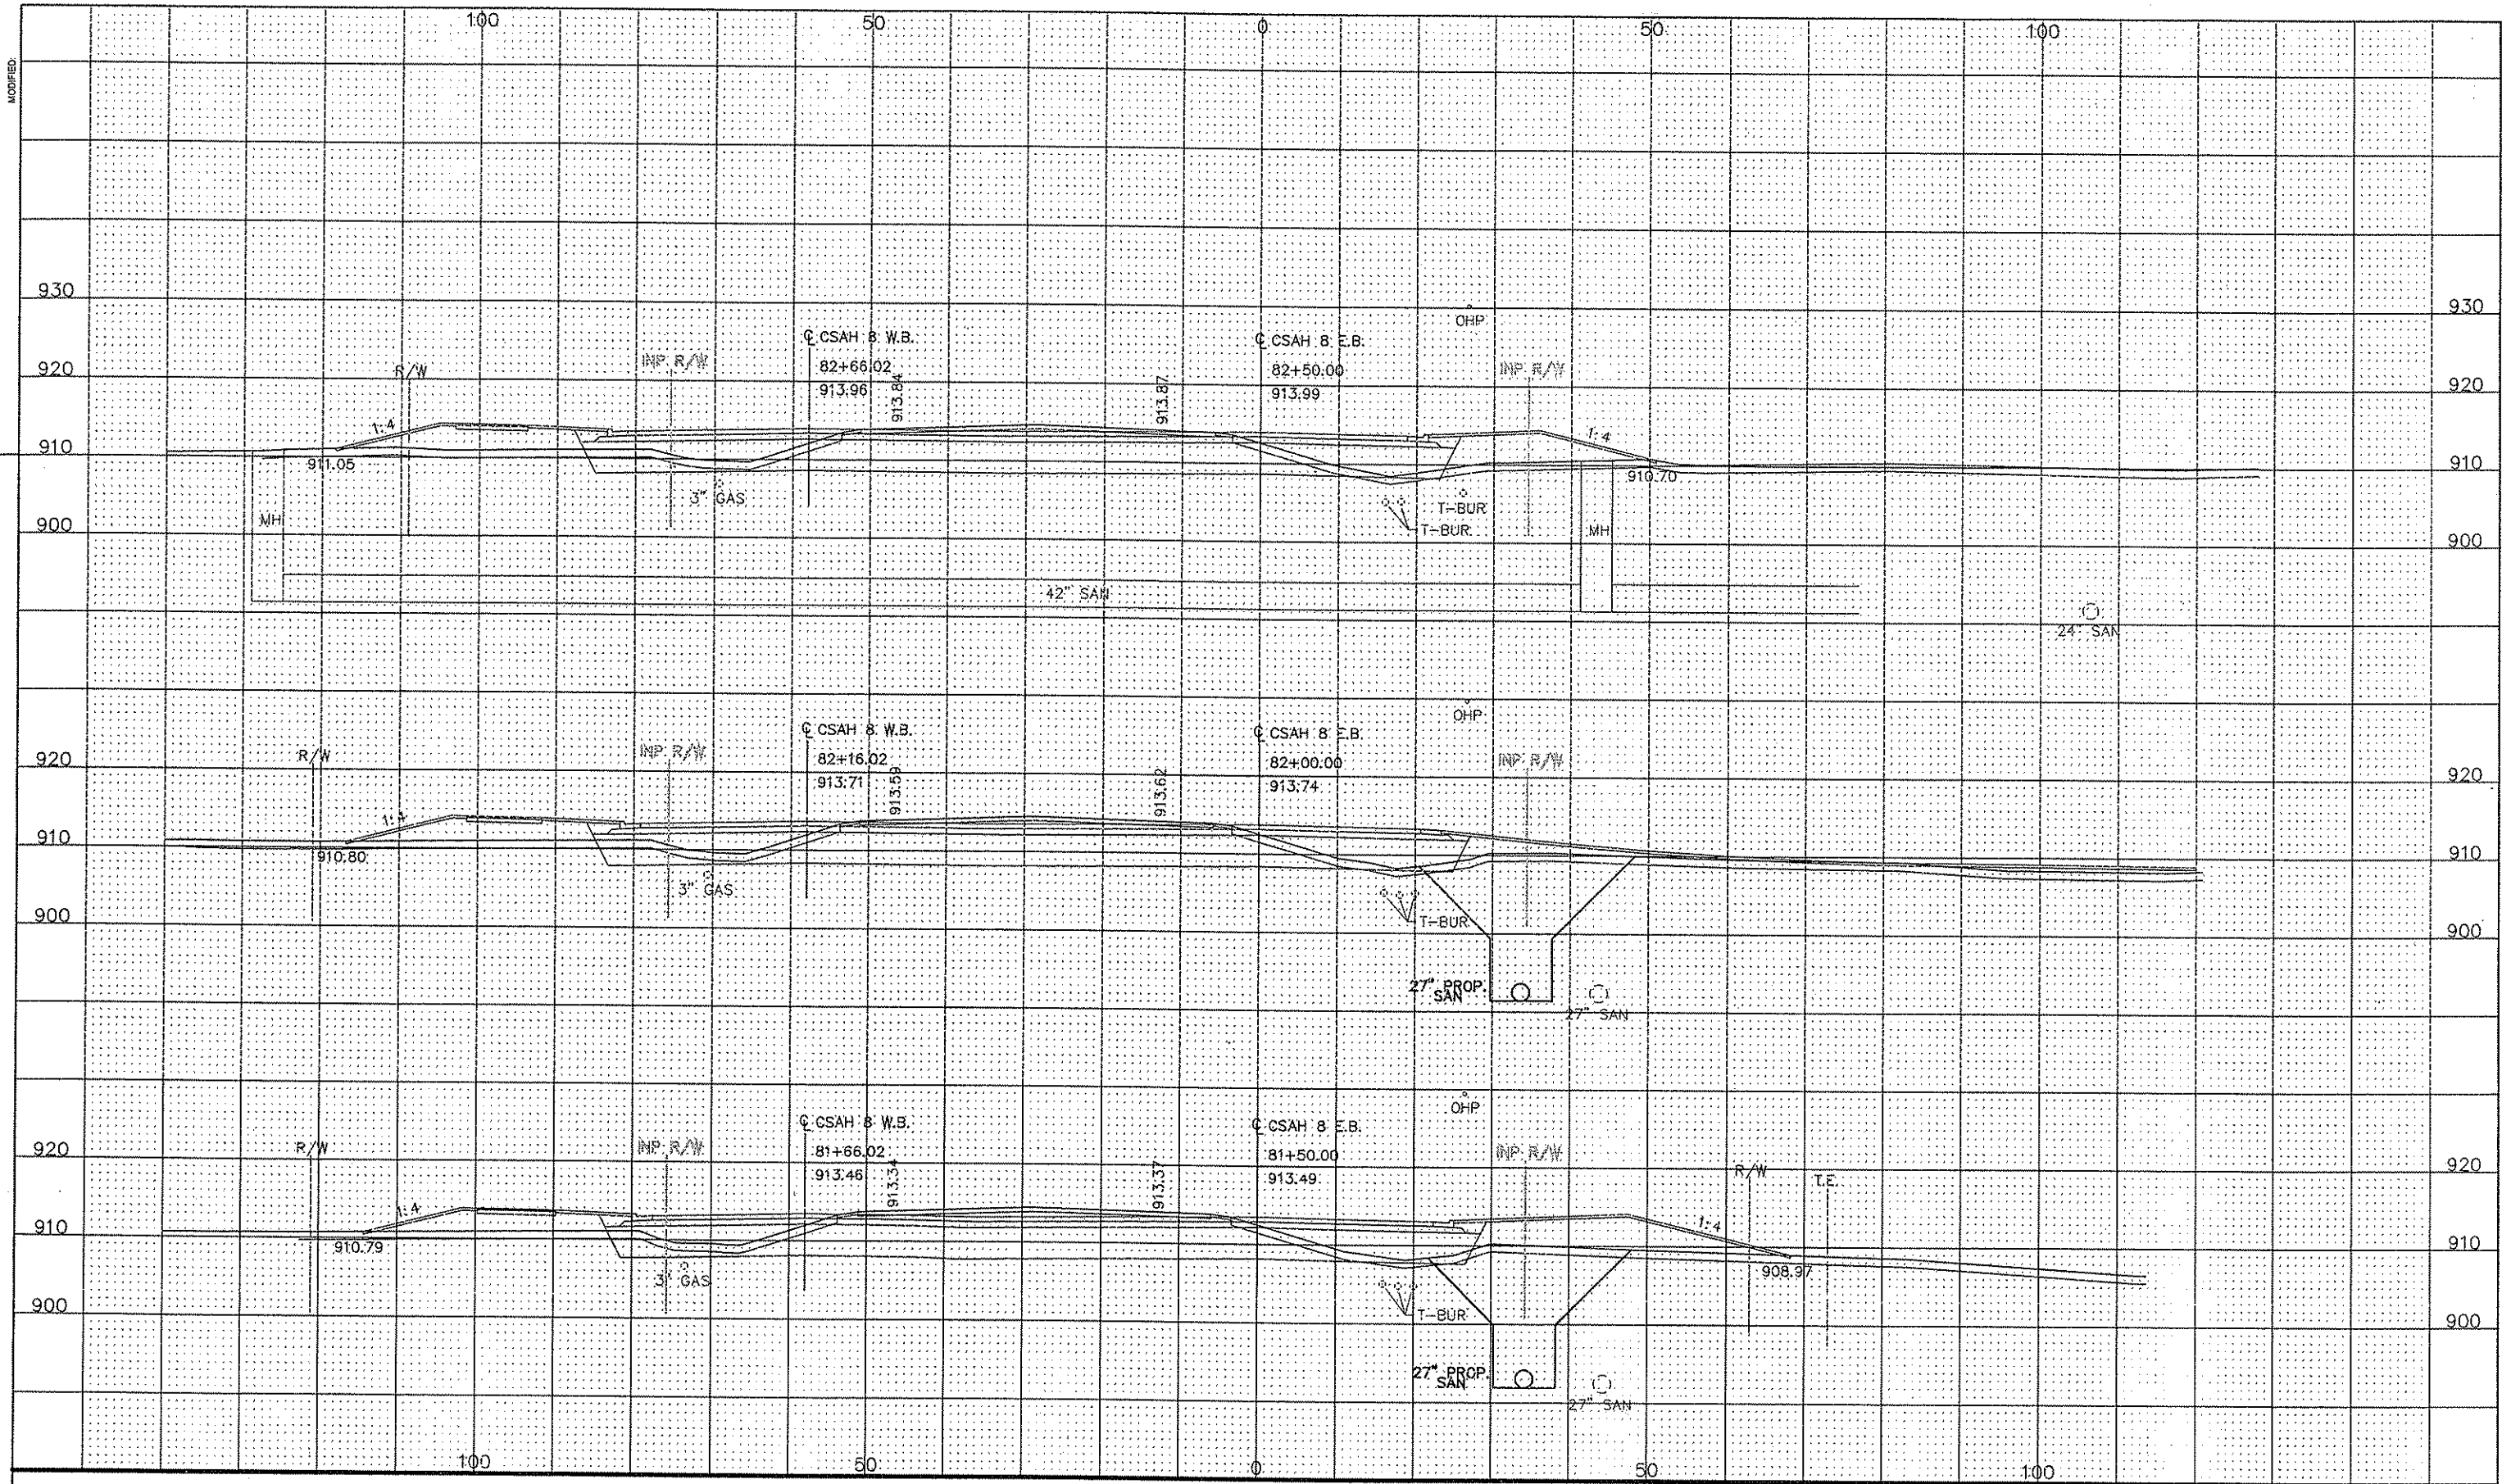 MODIFIED:
100 50 0 50 100
930 930
OHP
℄ CSAH 8 W.B. ℄ CSAH 8 E.B.
R/W INP R/W 82+66.02 913.84 913.87 82+50.00 INP R/W
920 913.96 913.99 920
1:4 1:4
910 911.05 910.70 910
3" GAS T-BUR
T-BUR
MH MH
900 900
42" SAN
24" SAN
OHP
℄ CSAH 8 W.B. ℄ CSAH 8 E.B.
R/W INP R/W 82+16.02 913.59 913.62 82+00.00 INP R/W
920 913.71 913.74 920
1:4
910 910.80 910
3" GAS
T-BUR
900 900
27" PROP.
SAN
27" SAN
OHP
℄ CSAH 8 W.B. ℄ CSAH 8 E.B.
R/W INP R/W 81+66.02 913.34 913.37 81+50.00 INP R/W R/W T.E.
920 913.46 913.49 920
1:4 1:4
910 910.79 908.97 910
3" GAS
T-BUR
900 900
27" PROP.
SAN
27" SAN
100 50 0 50 100